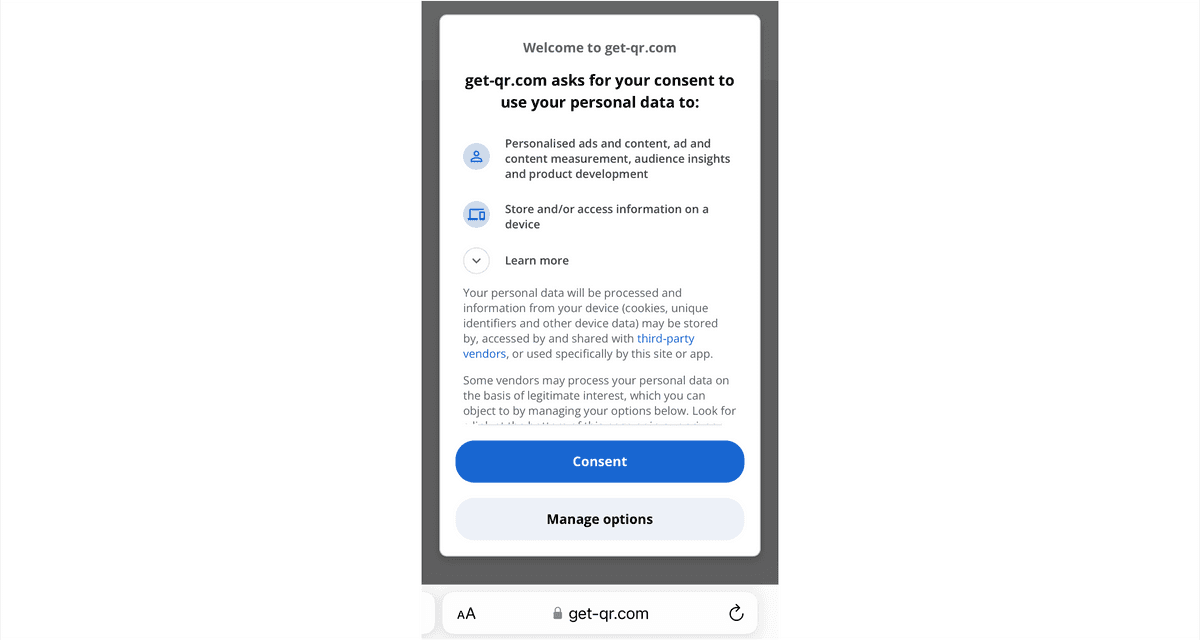 Welcome to get-qr.com
get-qr.com asks for your consent to
use your personal data to:
Personalised ads and content, ad and
content measurement, audience insights
and product development
Store and/or access information on a
device
Learn more
Your personal data will be processed and
information from your device (cookies, unique
identifiers and other device data) may be stored
by, accessed by and shared with third-party
vendors, or used specifically by this site or app.
Some vendors may process your personal data on
the basis of legitimate interest, which you can
object to by managing your options below. Look for
Consent
Manage options
AA
get-qr.com